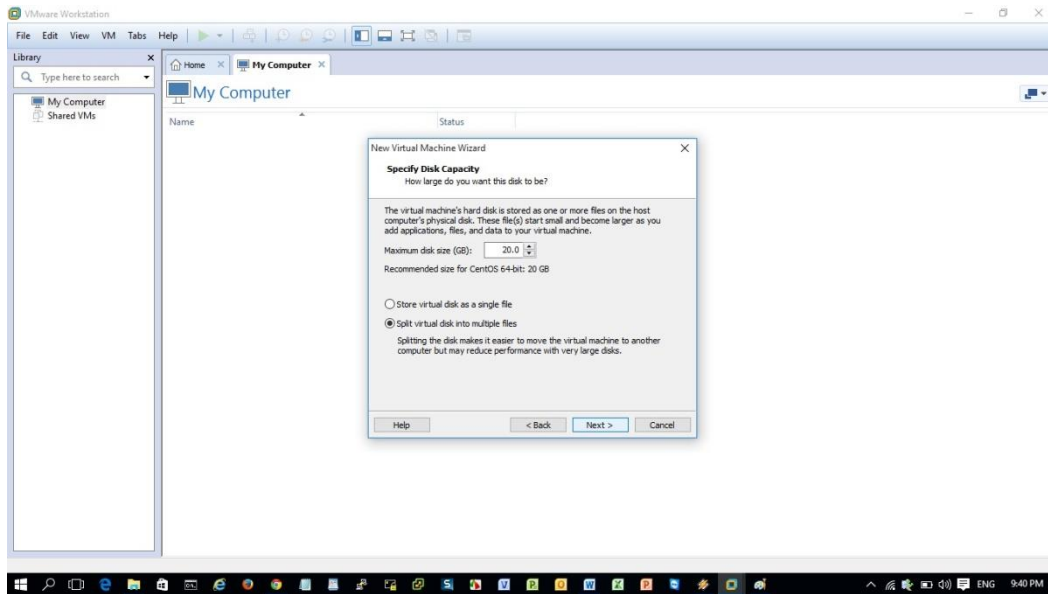 VMware Workstation
File Edit View VM Tabs Help
Library
Type here to search
My Computer
Shared VMs
Home
My Computer
My Computer
Name Status
New Virtual Machine Wizard
Specify Disk Capacity
How large do you want this disk to be?
The virtual machine's hard disk is stored as one or more files on the host
computer's physical disk. These file(s) start small and become larger as you
add applications, files, and data to your virtual machine.
Maximum disk size (GB): 20.0
Recommended size for CentOS 64-bit: 20 GB
Store virtual disk as a single file
Split virtual disk into multiple files
Splitting the disk makes it easier to move the virtual machine to another
computer but may reduce performance with very large disks.
Help < Back Next > Cancel
ENG 9:40 PM